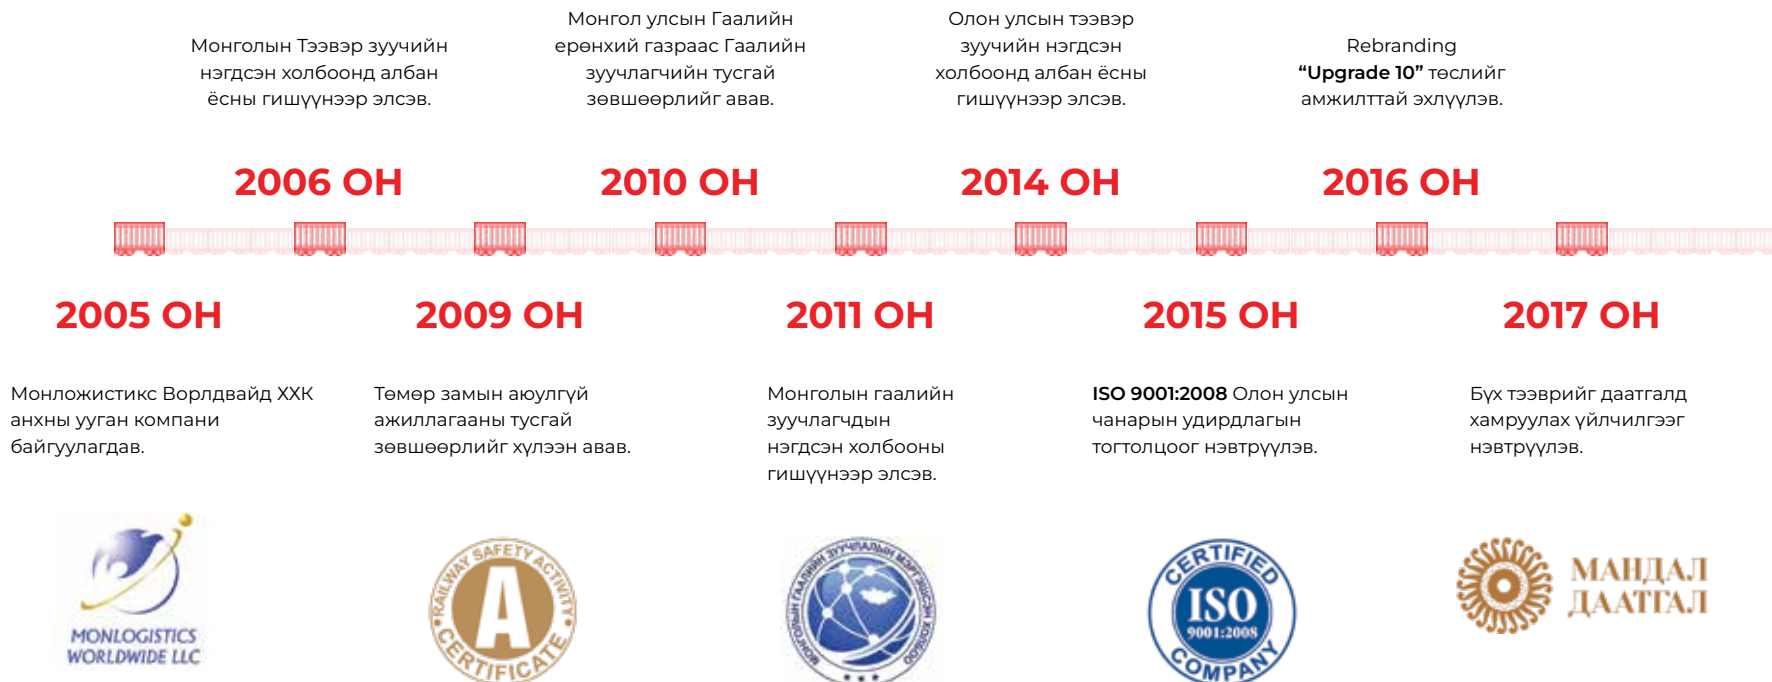 Монголын Тээвэр зуучийн
нэгдсэн холбоонд албан
ёсны гишүүнээр элсэв.
Монгол улсын Гаалийн
ерөнхий газраас Гаалийн
зуучлагчийн тусгай
зөвшөөрлийг авав.
Олон улсын тээвэр
зуучийн нэгдсэн
холбоонд албан ёсны
гишүүнээр элсэв.
Rebranding
“Upgrade 10” төслийг
амжилттай эхлүүлэв.
2006 ОН
2010 ОН
2014 ОН
2016 ОН
2005 ОН
2009 ОН
2011 ОН
2015 ОН
2017 ОН
Монложистикс Ворлдвайд ХХК
анхны ууган компани
байгуулагдав.
Төмөр замын аюулгүй
ажиллагааны тусгай
зөвшөөрлийг хүлээн авав.
Монголын гаалийн
зуучлагчдын
нэгдсэн холбооны
гишүүнээр элсэв.
ISO 9001:2008 Олон улсын
чанарын удирдлагын
тогтолцоог нэвтрүүлэв.
Бүх тээврийг даатгалд
хамруулах үйлчилгээг
нэвтрүүлэв.
MONLOGISTICS
WORLDWIDE LLC
RAILWAY SAFETY ACTIVITY
A
CERTIFICATE
МОНГОЛЫН ГААЛИЙН ЗУУЧЛАЛЫН МЭРГЭШСЭН ХОЛБОО
CERTIFIED
ISO
9001:2008
COMPANY
МАНДАЛ
ДААТГАЛ